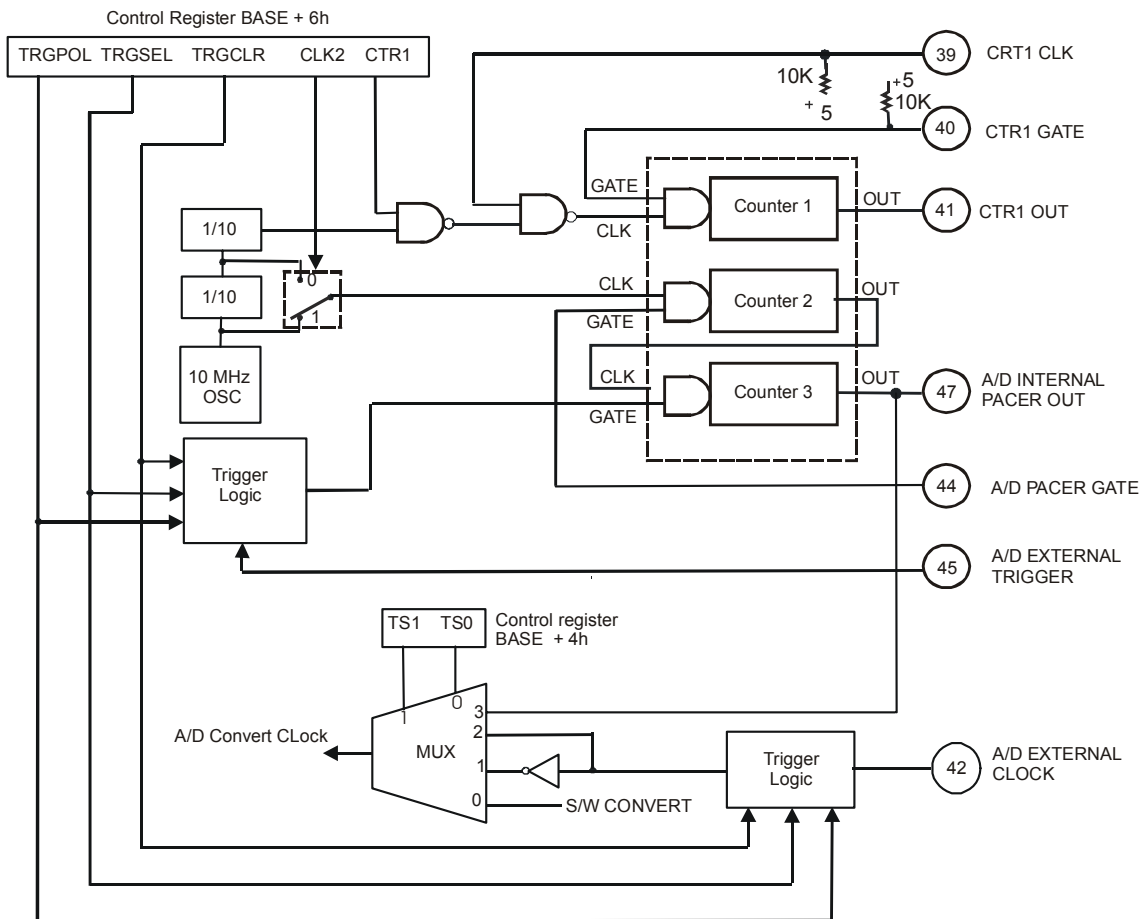 Control Register BASE + 6h
TRGPOL TRGSEL TRGCLR CLK2 CTR1
39 CRT1 CLK
10K
+ 5
+5
10K
40 CTR1 GATE
GATE
Counter 1
OUT
41 CTR1 OUT
CLK
1/10
0
1/10
1
CLK
Counter 2
OUT
GATE
10 MHz
OSC
CLK
Counter 3
OUT
GATE
47 A/D INTERNAL
PACER OUT
Trigger
Logic
44 A/D PACER GATE
45 A/D EXTERNAL
TRIGGER
TS1 TS0
Control register
BASE + 4h
1 0
3
2
1
0
MUX
A/D Convert CLock
S/W CONVERT
Trigger
Logic
42 A/D EXTERNAL
CLOCK